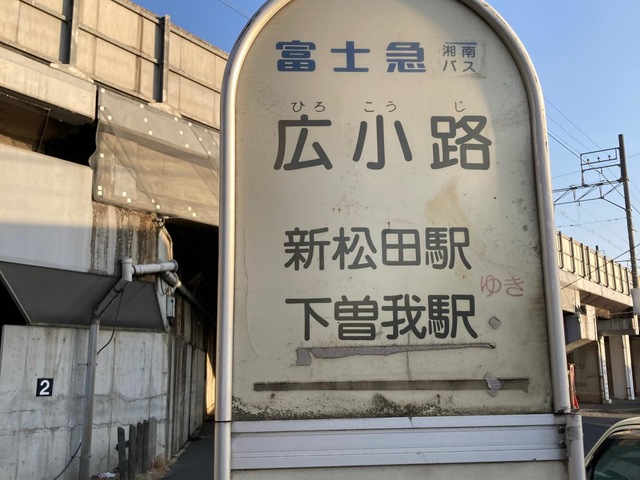 富士急 湘南
バス
ひろ こう じ
広小路
新松田駅
ゆき
下曽我駅
2